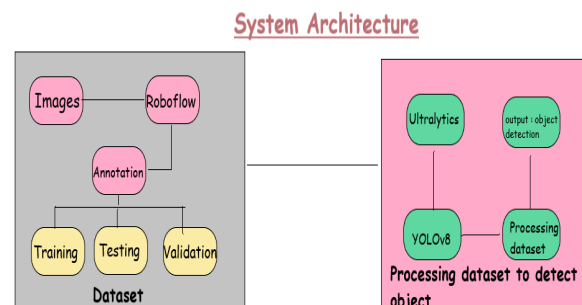 System Architecture
Images
Roboflow
Annotation
Training
Testing
Validation
Dataset
Ultralytics
output : object
detection
YOLOv8
Processing
dataset
Processing dataset to detect
object